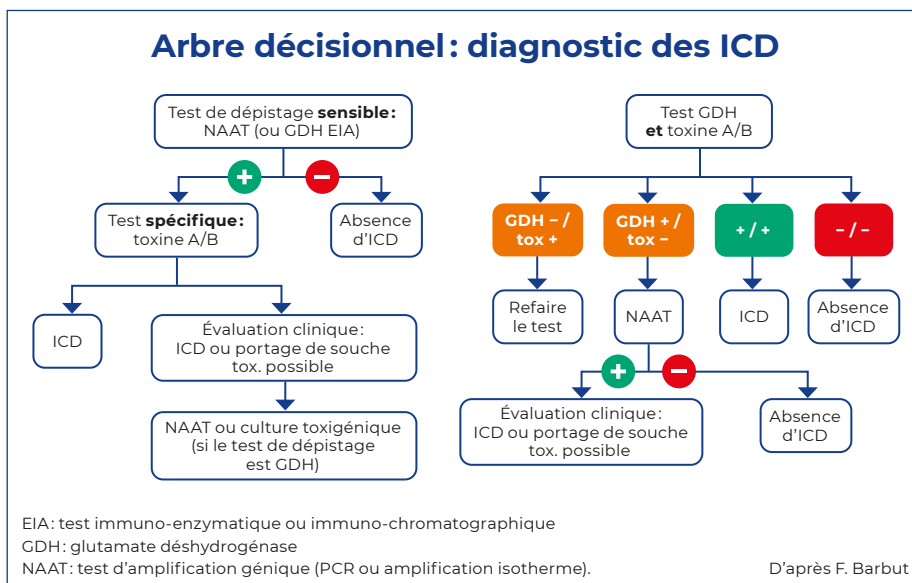 Arbre décisionnel : diagnostic des ICD
Test de dépistage sensible :
NAAT (ou GDH EIA)
+
−
Test spécifique :
toxine A/B
Absence
d’ICD
ICD
Évaluation clinique :
ICD ou portage de souche
tox. possible
NAAT ou culture toxigénique
(si le test de dépistage
est GDH)
Test GDH
et toxine A/B
GDH − /
tox +
GDH + /
tox −
+ / +
− / −
Refaire
le test
NAAT
ICD
Absence
d’ICD
+
−
Évaluation clinique :
ICD ou portage de souche
tox. possible
Absence
d’ICD
EIA : test immuno-enzymatique ou immuno-chromatographique
GDH : glutamate déshydrogénase
NAAT : test d’amplification génique (PCR ou amplification isotherme).
D’après F. Barbut